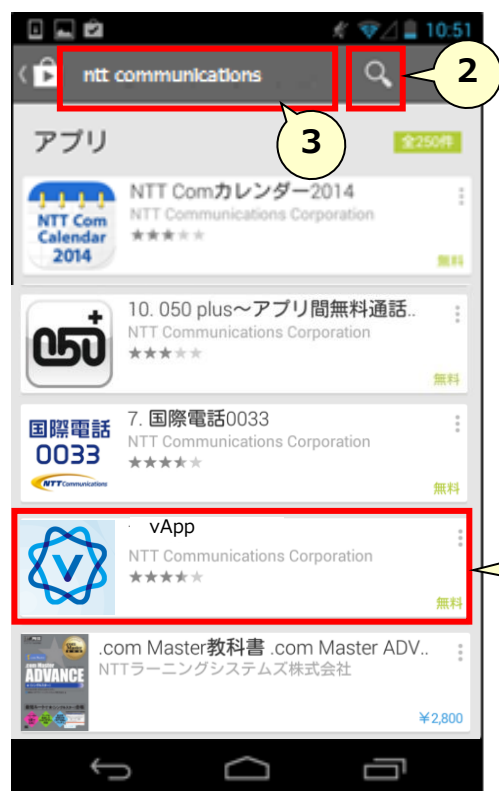 10:51
ntt communications
2
3
アプリ
全250件
NTT Comカレンダー2014
NTT Communications Corporation
無料
NTT Com
Calendar
2014
10. 050 plus～アプリ間無料通話..
NTT Communications Corporation
無料
050+
7. 国際電話0033
NTT Communications Corporation
無料
国際電話
0033
NTT Communications
vApp
NTT Communications Corporation
無料
V
.com Master教科書 .com Master ADV..
NTTラーニングシステムズ株式会社
¥2,800
.com Master
ADVANCE